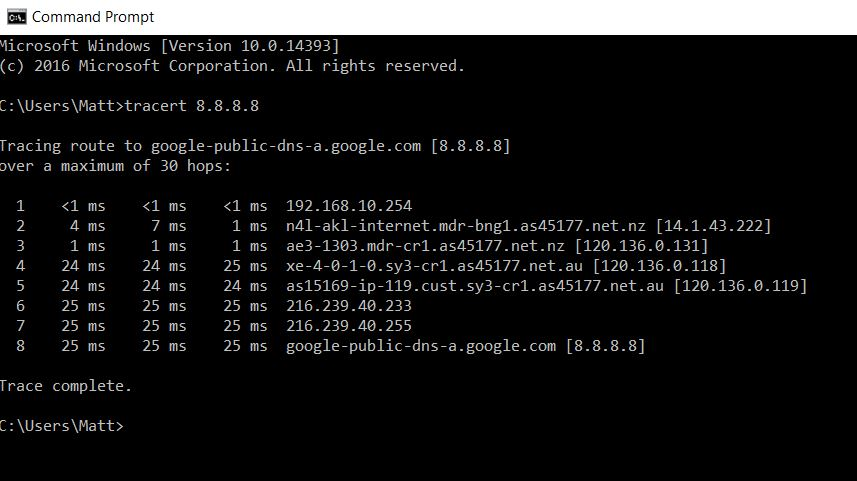 Command Prompt
Microsoft Windows [Version 10.0.14393]
(c) 2016 Microsoft Corporation. All rights reserved.
C:\Users\Matt>tracert 8.8.8.8
Tracing route to google-public-dns-a.google.com [8.8.8.8]
over a maximum of 30 hops:
1 <1 ms <1 ms <1 ms 192.168.10.254
2 4 ms 7 ms 1 ms n4l-akl-internet.mdr-bng1.as45177.net.nz [14.1.43.222]
3 1 ms 1 ms 1 ms ae3-1303.mdr-cr1.as45177.net.nz [120.136.0.131]
4 24 ms 24 ms 25 ms xe-4-0-1-0.sy3-cr1.as45177.net.au [120.136.0.118]
5 24 ms 24 ms 24 ms as15169-ip-119.cust.sy3-cr1.as45177.net.au [120.136.0.119]
6 25 ms 25 ms 25 ms 216.239.40.233
7 25 ms 25 ms 25 ms 216.239.40.255
8 25 ms 25 ms 25 ms google-public-dns-a.google.com [8.8.8.8]
Trace complete.
C:\Users\Matt>